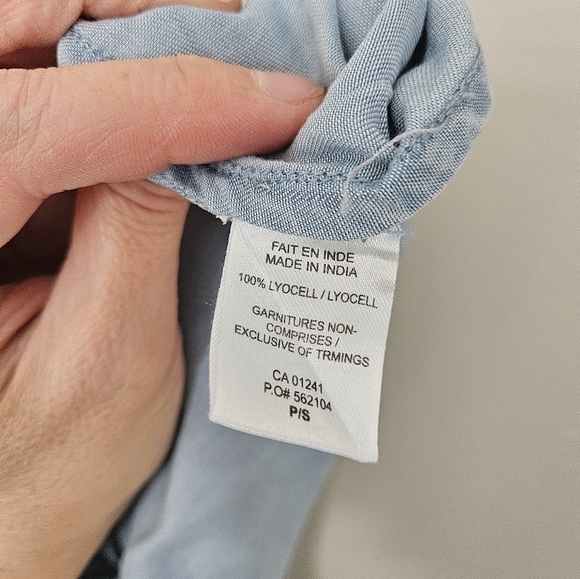 FAIT EN INDE
MADE IN INDIA
100% LYOCELL / LYOCELL
GARNITURES NON-
COMPRISES /
EXCLUSIVE OF TRMINGS
CA 01241
P.O# 562104
P/S